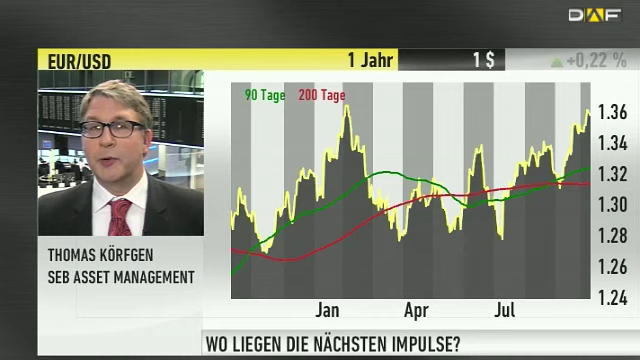 DAF
EUR/USD
1 Jahr
1 $
+0,22 %
90 Tage
200 Tage
1.36
1.34
1.32
1.30
1.28
1.26
1.24
Jan
Apr
Jul
THOMAS KÖRFGEN
SEB ASSET MANAGEMENT
WO LIEGEN DIE NÄCHSTEN IMPULSE?